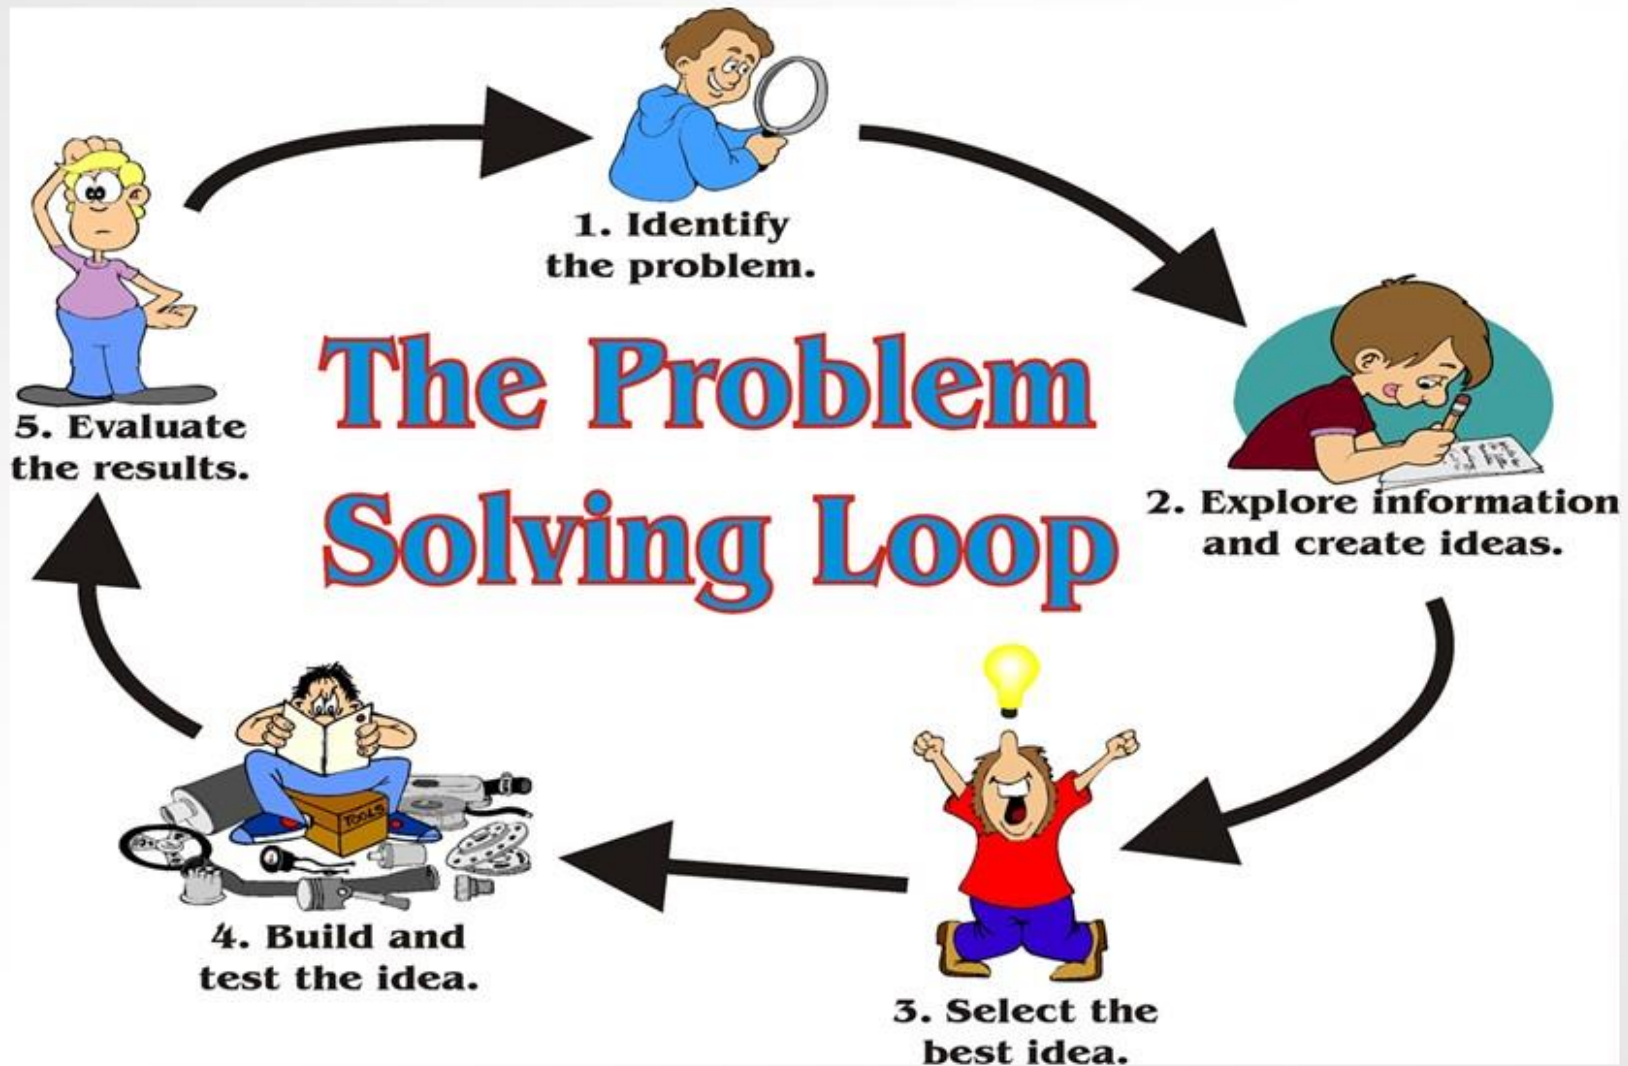 The Problem
Solving Loop
1. Identify
the problem.
2. Explore information
and create ideas.
3. Select the
best idea.
TOOLS
4. Build and
test the idea.
5. Evaluate
the results.